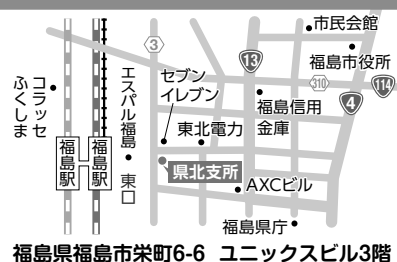 市民会館
福島市役所
3
13
310
114
4
コラッセ
ふくしま
エスパル福島
東口
セブン
イレブン
福島信用
金庫
東北電力
福島駅
福島駅
県北支所
AXCビル
福島県庁
福島県福島市栄町6-6 ユニックスビル3階